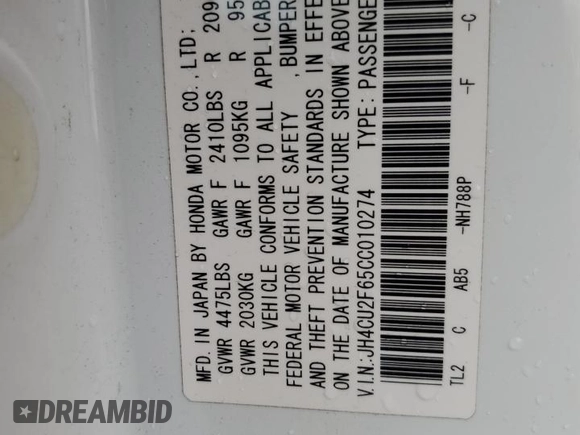 MFD. IN JAPAN BY HONDA MOTOR CO., LTD;
GVWR 4475LBS GAWR F 2410LBS R 209
GVWR 2030KG GAWR F 1095KG R 95
THIS VEHICLE CONFORMS TO ALL APPLICAB
FEDERAL MOTOR VEHICLE SAFETY ,BUMPER
AND THEFT PREVENTION STANDARDS IN EFFE
ON THE DATE OF MANUFACTURE SHOWN ABOVE
V.I.N.:JH4CU2F65CC010274 TYPE: PASSENGE
TL2 C AB5 -NH788P -F -C
DREAMBID